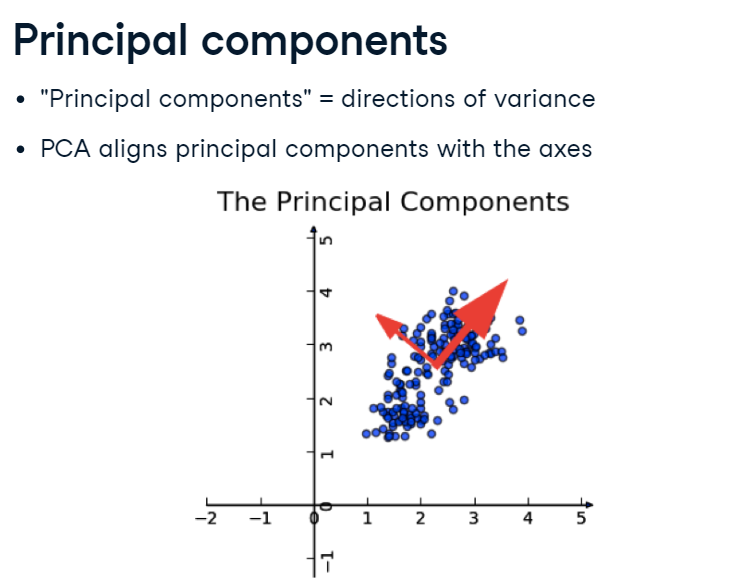 Principal components
• "Principal components" = directions of variance
• PCA aligns principal components with the axes
The Principal Components
5
4
3
2
1
0
−1
−2 −1 0 1 2 3 4 5